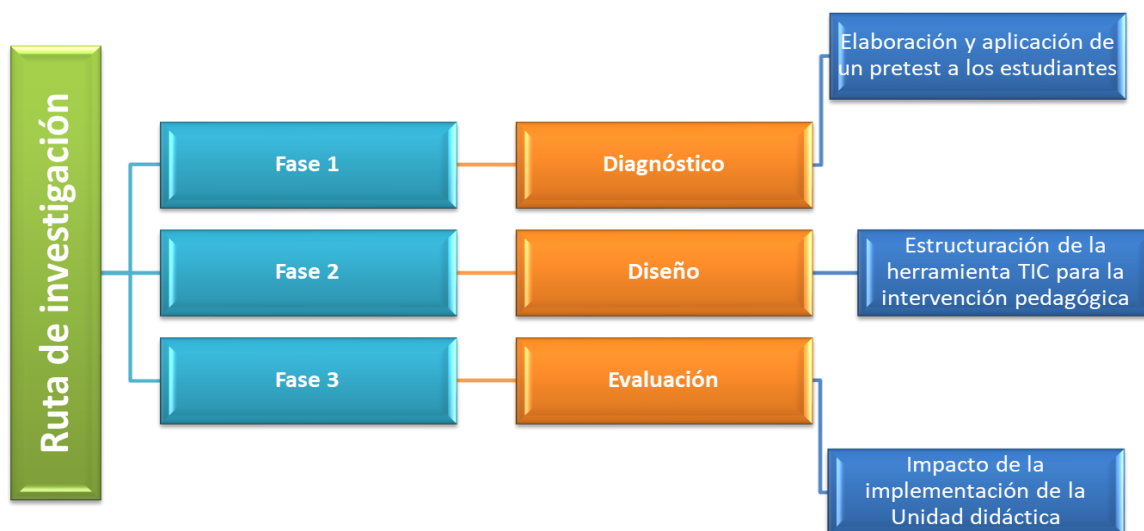 Ruta de investigación
Fase 1
Diagnóstico
Elaboración y aplicación de
un pretest a los estudiantes
Fase 2
Diseño
Estructuración de la
herramienta TIC para la
intervención pedagógica
Fase 3
Evaluación
Impacto de la
implementación de la
Unidad didáctica